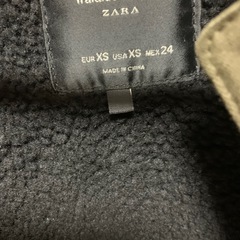 ZARA
EUR XS USA XS MEX 24
MADE IN CHINA